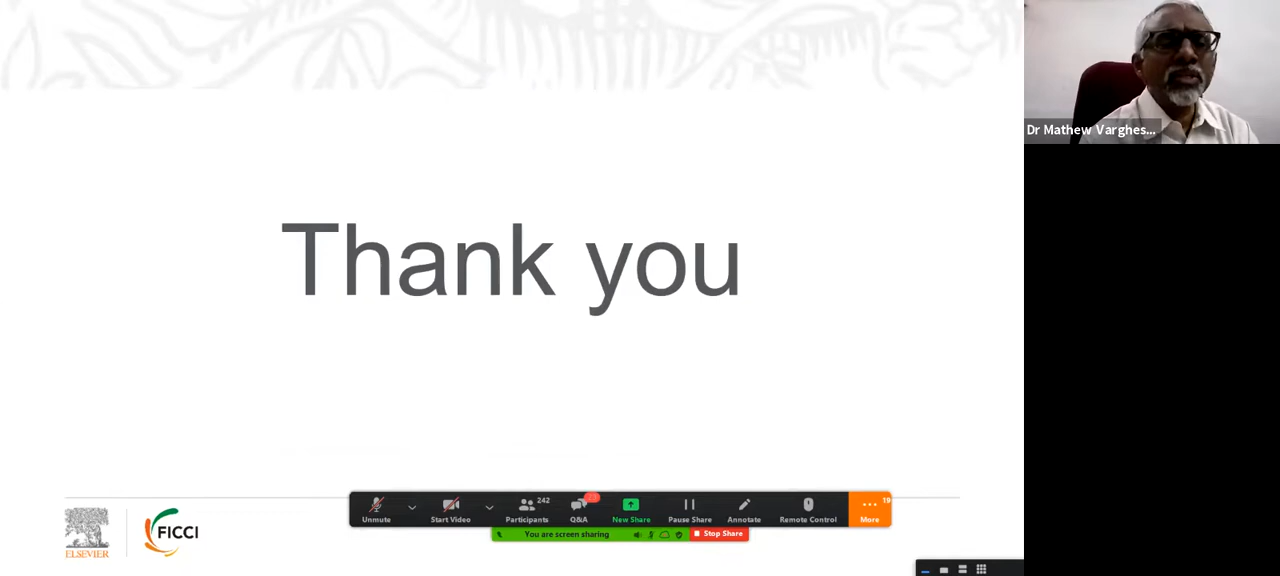 Dr Mathew Varghes...
Thank you
242
19
Unmute
Start Video
Participants
Q&A
New Share
Pause Share
Annotate
Remote Control
More
You are screen sharing
Stop Share
ELSEVIER
FICCI